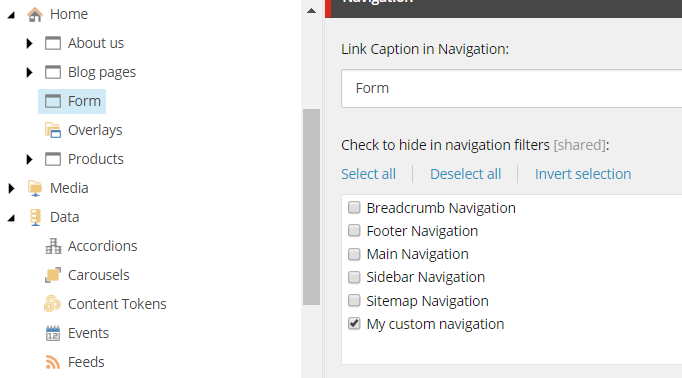 Home
About us
Blog pages
Form
Overlays
Products
Media
Data
Accordions
Carousels
Content Tokens
Events
Feeds
Navigation
Link Caption in Navigation:
Form
Check to hide in navigation filters [shared]:
Select all Deselect all Invert selection
Breadcrumb Navigation
Footer Navigation
Main Navigation
Sidebar Navigation
Sitemap Navigation
My custom navigation